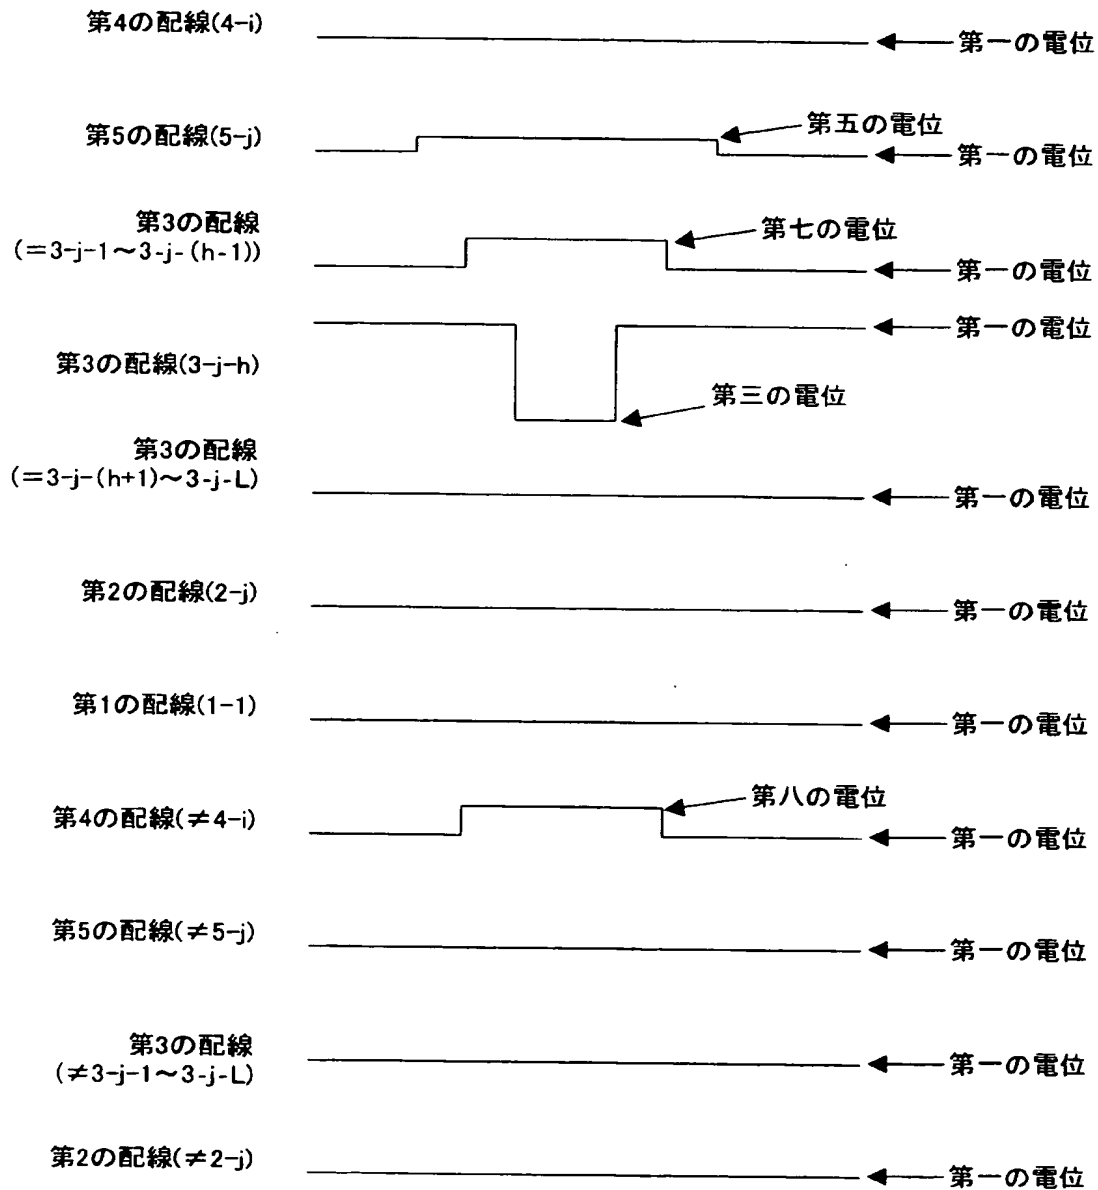 第4の配線(4-i)
第一の電位
第5の配線(5-j)
第五の電位
第一の電位
第3の配線
(=3-j-1～3-j-(h-1))
第七の電位
第一の電位
第一の電位
第3の配線(3-j-h)
第三の電位
第3の配線
(=3-j-(h+1)～3-j-L)
第一の電位
第2の配線(2-j)
第一の電位
第1の配線(1-1)
第一の電位
第4の配線(≠4-i)
第八の電位
第一の電位
第5の配線(≠5-j)
第一の電位
第3の配線
(≠3-j-1～3-j-L)
第一の電位
第2の配線(≠2-j)
第一の電位